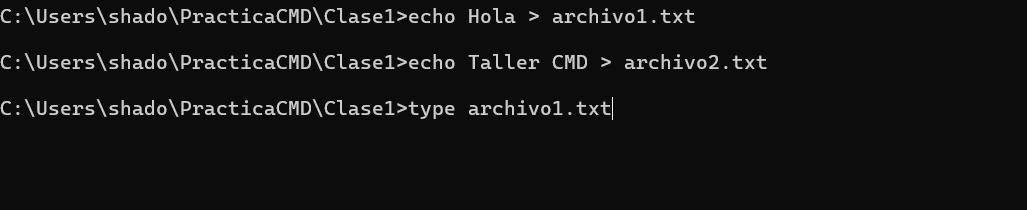 C:\Users\shado\PracticaCMD\Clase1>echo Hola > archivo1.txt
C:\Users\shado\PracticaCMD\Clase1>echo Taller CMD > archivo2.txt
C:\Users\shado\PracticaCMD\Clase1>type archivo1.txt